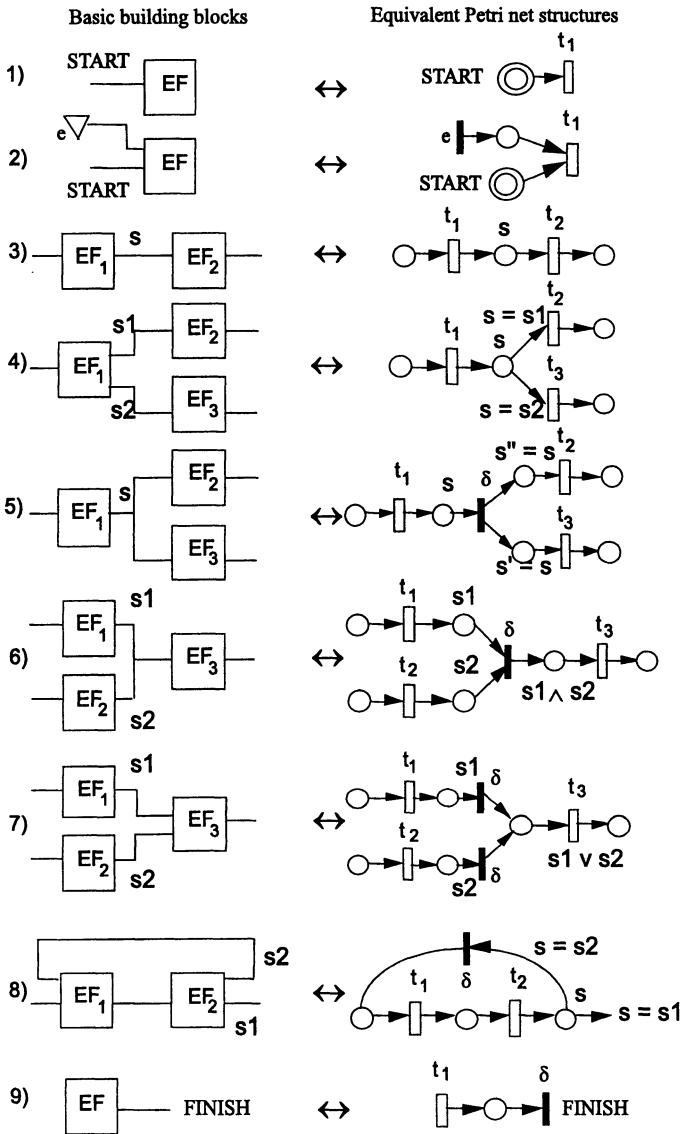 Basic building blocks
Equivalent Petri net structures
1)
START
EF
↔
START
t1
2)
e
START
EF
↔
e
START
t1
3)
EF1
s
EF2
↔
t1
s
t2
4)
EF1
s1
s2
EF2
EF3
↔
t1
s
s = s1
t2
t3
s = s2
5)
EF1
s
EF2
EF3
↔
t1
s
δ
s'' = s
t2
t3
s' = s
6)
s1
EF1
EF2
s2
EF3
↔
t1
s1
t2
s2
δ
s1 ∧ s2
t3
7)
s1
EF1
EF2
s2
EF3
↔
t1
s1
δ
t2
s2
δ
t3
s1 v s2
8)
EF1
EF2
s2
s1
↔
s = s2
t1
δ
t2
s
s = s1
9)
EF
FINISH
↔
t1
δ
FINISH